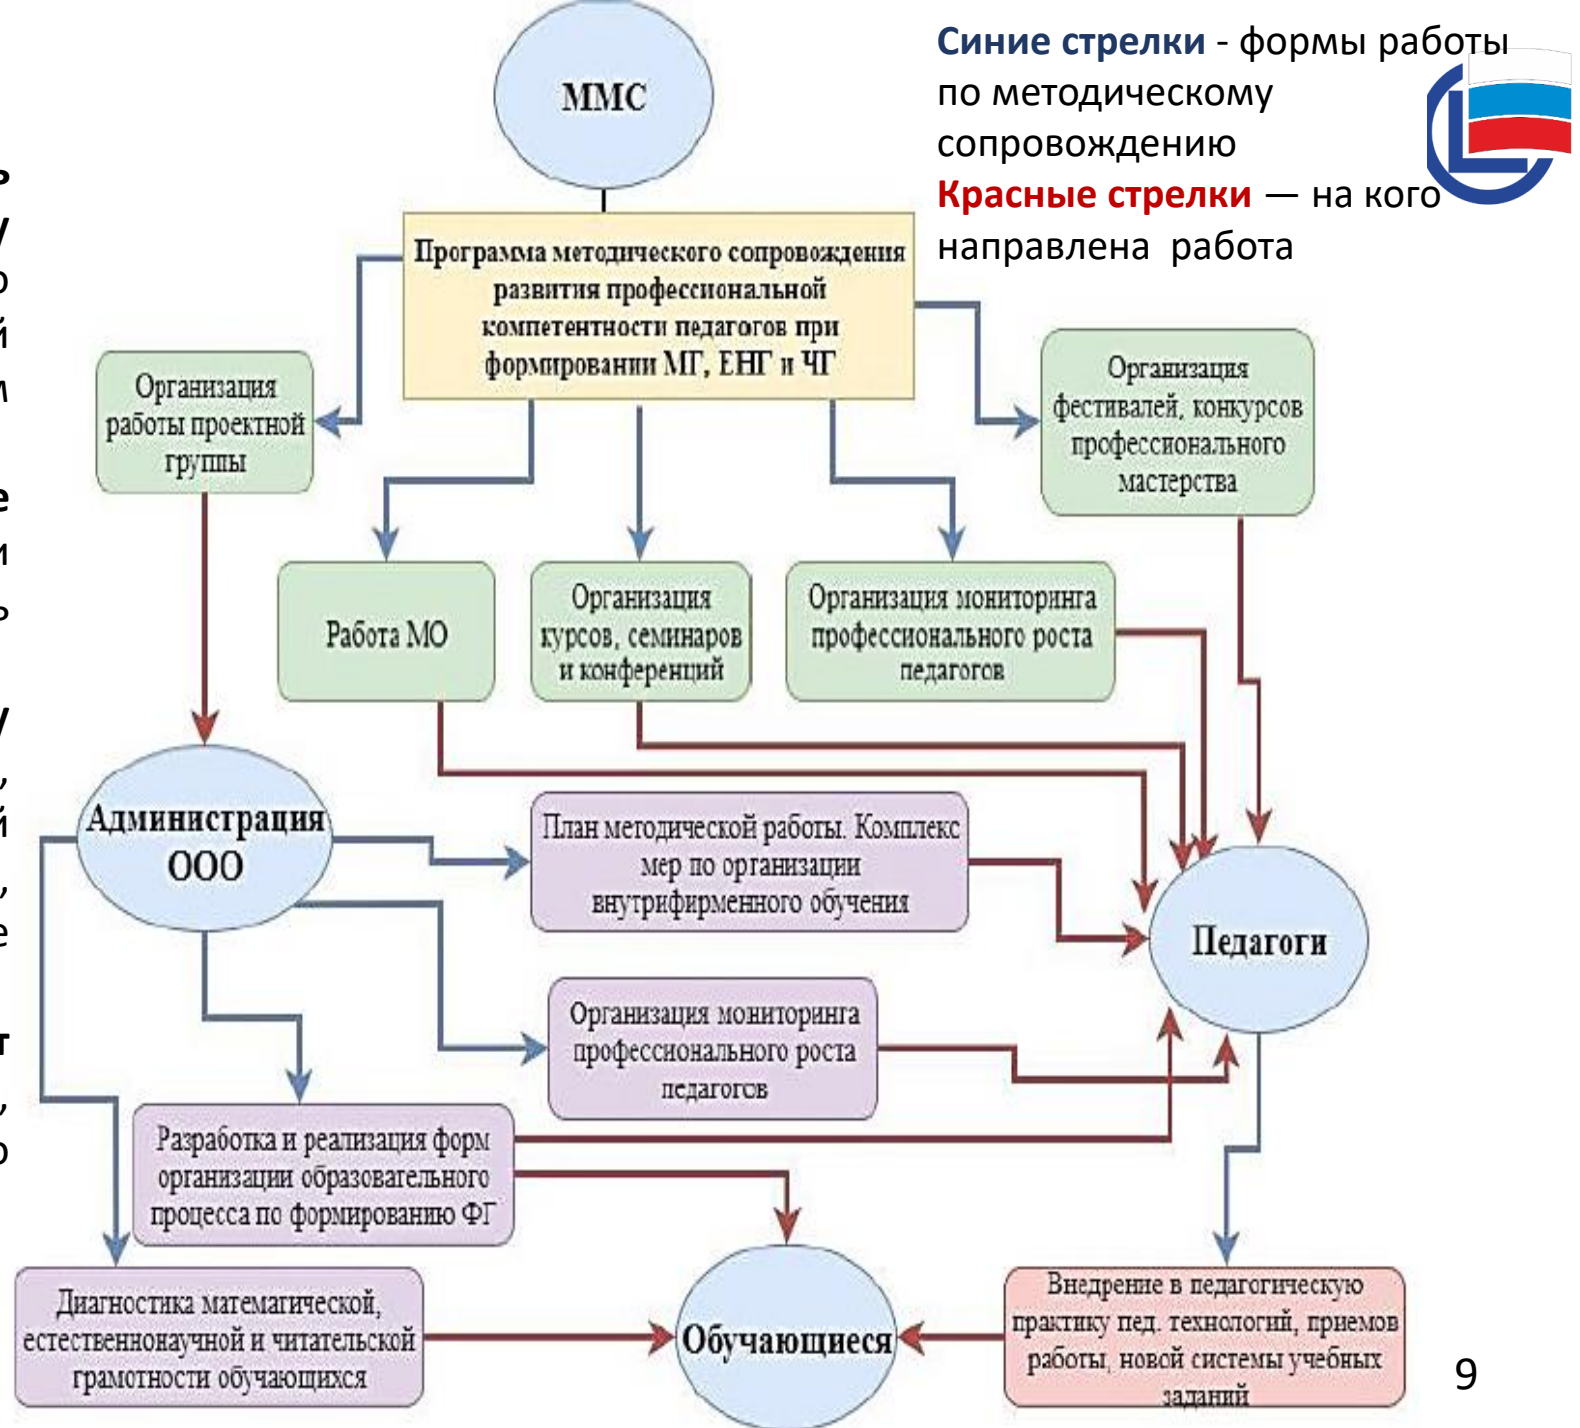 ММС
Синие стрелки - формы работы
по методическому
сопровождению
Красные стрелки — на кого
направлена работа
Программа методического сопровождения
развития профессиональной
компетентности педагогов при
формировании МГ, ЕНГ и ЧГ
Организация
работы проектной
группы
Организация
фестивалей, конкурсов
профессионального
мастерства
Работа МО
Организация
курсов, семинаров
и конференций
Организация мониторинга
профессионального роста
педагогов
Администрация
ООО
План методической работы. Комплекс
мер по организации
внутрифирменного обучения
Педагоги
Организация мониторинга
профессионального роста
педагогов
Разработка и реализация форм
организации образовательного
процесса по формированию ФГ
Диагностика математической,
естественнонаучной и читательской
грамотности обучающихся
Обучающиеся
Внедрение в педагогическую
практику пед. технологий, приемов
работы, новой системы учебных
заданий
9